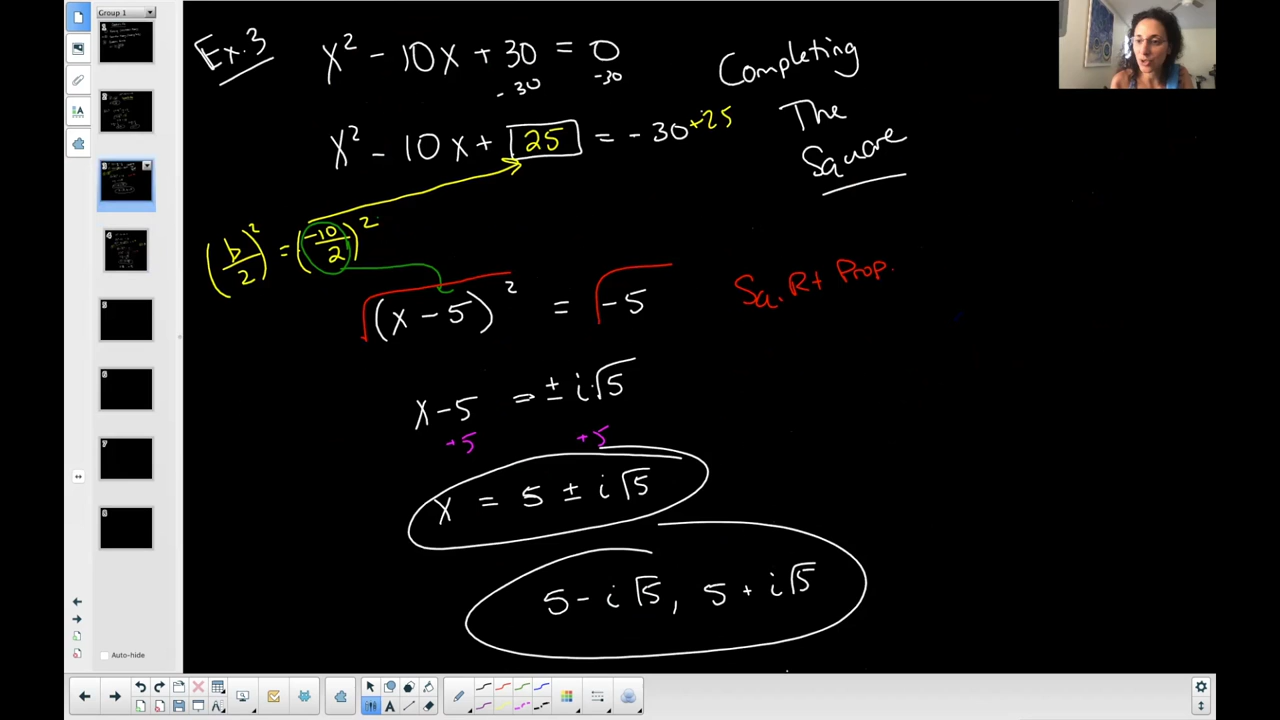 Group 1
Ex.3 x² - 10x + 30 = 0 Completing
- 30 -30
x² - 10x + 25 = - 30 +25 The
Square
(b/2)² = (-10/2)²
√(x - 5)² = √-5 Sq. Rt Prop.
x - 5 = ± i√5
+5 +5
x = 5 ± i√5
5 - i√5, 5 + i√5
Auto-hide